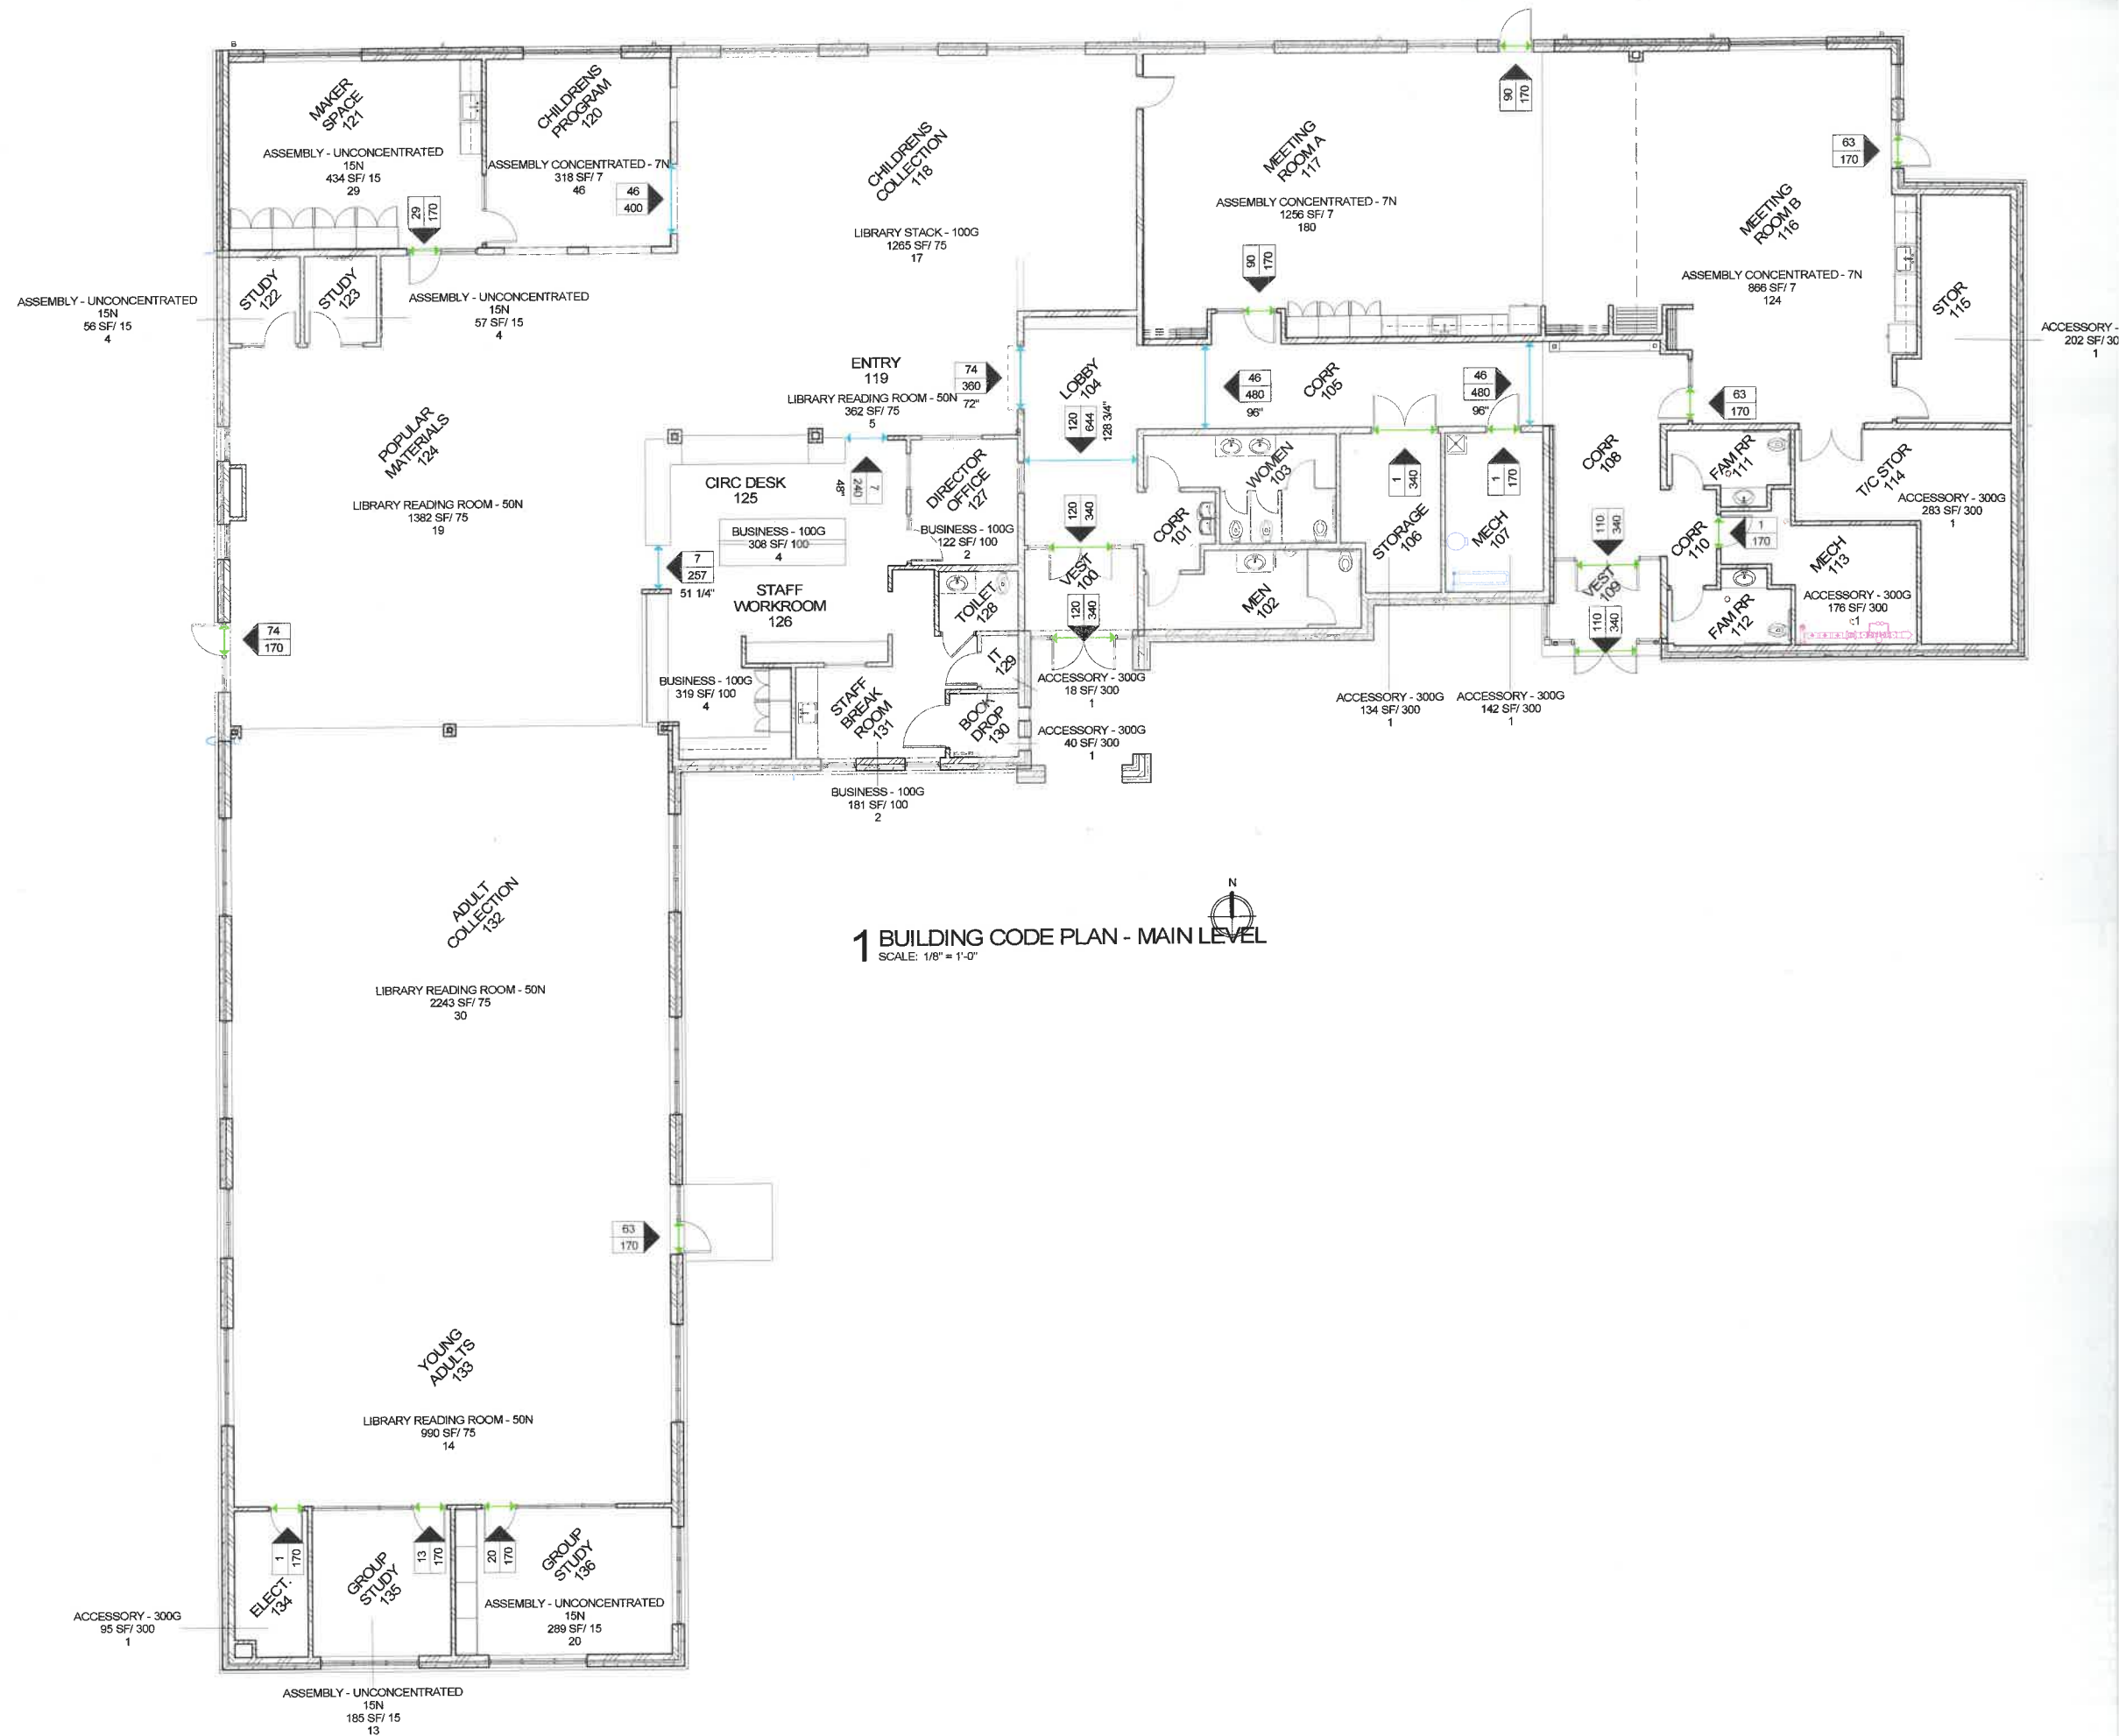 B
MAKER
SPACE
121
ASSEMBLY - UNCONCENTRATED
15N
434 SF/ 15
29
29
170
CHILDRENS
PROGRAM
120
ASSEMBLY CONCENTRATED - 7N
318 SF/ 7
46
46
400
CHILDRENS
COLLECTION
118
LIBRARY STACK - 100G
1265 SF/ 75
17
MEETING
ROOM A
117
ASSEMBLY CONCENTRATED - 7N
1256 SF/ 7
180
90
170
90
170
MEETING
ROOM B
116
ASSEMBLY CONCENTRATED - 7N
866 SF/ 7
124
63
170
STOR
115
ACCESSORY -
202 SF/ 30
1
STUDY
122
STUDY
123
ASSEMBLY - UNCONCENTRATED
15N
56 SF/ 15
4
ASSEMBLY - UNCONCENTRATED
15N
57 SF/ 15
4
ENTRY
119
LIBRARY READING ROOM - 50N
362 SF/ 75
5
74
360
72"
LOBBY
104
120
644
128 3/4"
46
480
96"
CORR
105
46
480
96"
63
170
POPULAR
MATERIALS
124
LIBRARY READING ROOM - 50N
1382 SF/ 75
19
CIRC DESK
125
BUSINESS - 100G
308 SF/ 100
4
7
240
48"
DIRECTOR
OFFICE
127
BUSINESS - 100G
122 SF/ 100
2
7
257
51 1/4"
STAFF
WORKROOM
126
BUSINESS - 100G
319 SF/ 100
4
TOILET
128
IT
129
ACCESSORY - 300G
18 SF/ 300
1
STAFF
BREAK
ROOM
131
BUSINESS - 100G
181 SF/ 100
2
BOOK
DROP
130
ACCESSORY - 300G
40 SF/ 300
1
120
340
VEST
100
120
340
CORR
101
WOMEN
103
MEN
102
STORAGE
106
1
340
ACCESSORY - 300G
134 SF/ 300
1
MECH
107
1
170
ACCESSORY - 300G
142 SF/ 300
1
CORR
108
110
340
VEST
109
110
340
CORR
110
FAM RR
111
FAM RR
112
1
170
MECH
113
ACCESSORY - 300G
176 SF/ 300
1
T/C STOR
114
ACCESSORY - 300G
283 SF/ 300
1
74
170
ADULT
COLLECTION
132
LIBRARY READING ROOM - 50N
2243 SF/ 75
30
N
1 BUILDING CODE PLAN - MAIN LEVEL
SCALE: 1/8" = 1'-0"
63
170
YOUNG
ADULTS
133
LIBRARY READING ROOM - 50N
990 SF/ 75
14
1
170
ELECT.
134
ACCESSORY - 300G
95 SF/ 300
1
13
170
GROUP
STUDY
135
ASSEMBLY - UNCONCENTRATED
15N
185 SF/ 15
13
20
170
GROUP
STUDY
136
ASSEMBLY - UNCONCENTRATED
15N
289 SF/ 15
20